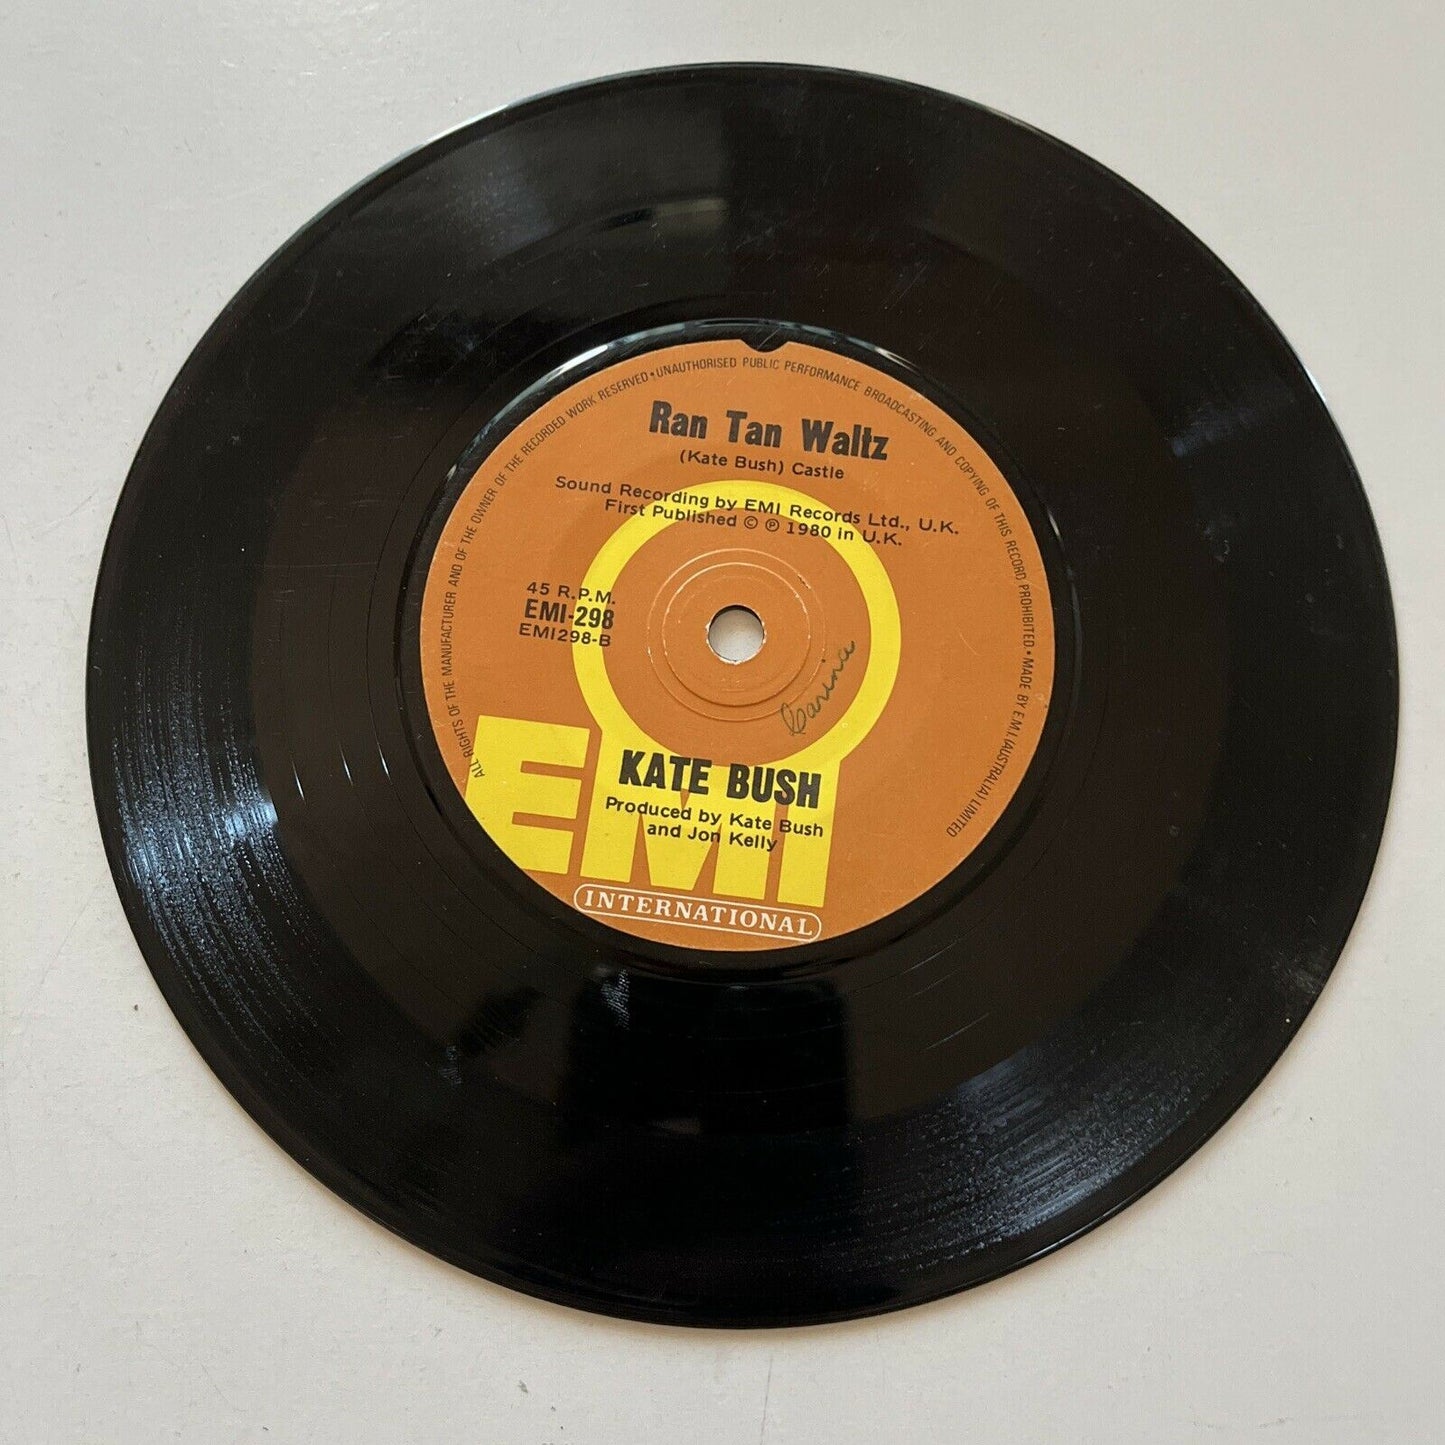 ALL RIGHTS OF THE MANUFACTURER AND OF THE OWNER OF THE RECORDED WORK RESERVED • UNAUTHORISED PUBLIC PERFORMANCE BROADCASTING AND COPYING OF THIS RECORD PROHIBITED • MADE BY E.M.I. (AUSTRALIA) LIMITED
Ran Tan Waltz
(Kate Bush) Castle
Sound Recording by EMI Records Ltd., U.K.
First Published © ℗ 1980 in U.K.
45 R.P.M.
EMI-298
EMI298-B
Carina
KATE BUSH
Produced by Kate Bush
and Jon Kelly
EMI
INTERNATIONAL